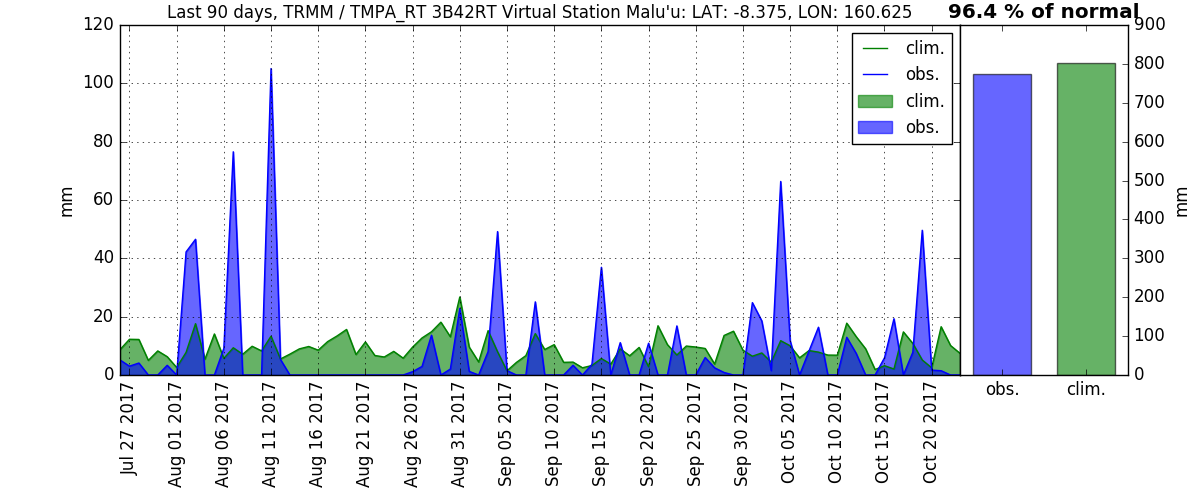 Last 90 days, TRMM / TMPA_RT 3B42RT Virtual Station Malu'u: LAT: -8.375, LON: 160.625
96.4 % of normal
120
100
80
60
40
20
0
mm
clim.
obs.
clim.
obs.
Jul 27 2017
Aug 01 2017
Aug 06 2017
Aug 11 2017
Aug 16 2017
Aug 21 2017
Aug 26 2017
Aug 31 2017
Sep 05 2017
Sep 10 2017
Sep 15 2017
Sep 20 2017
Sep 25 2017
Sep 30 2017
Oct 05 2017
Oct 10 2017
Oct 15 2017
Oct 20 2017
900
800
700
600
500
400
300
200
100
0
mm
obs.
clim.